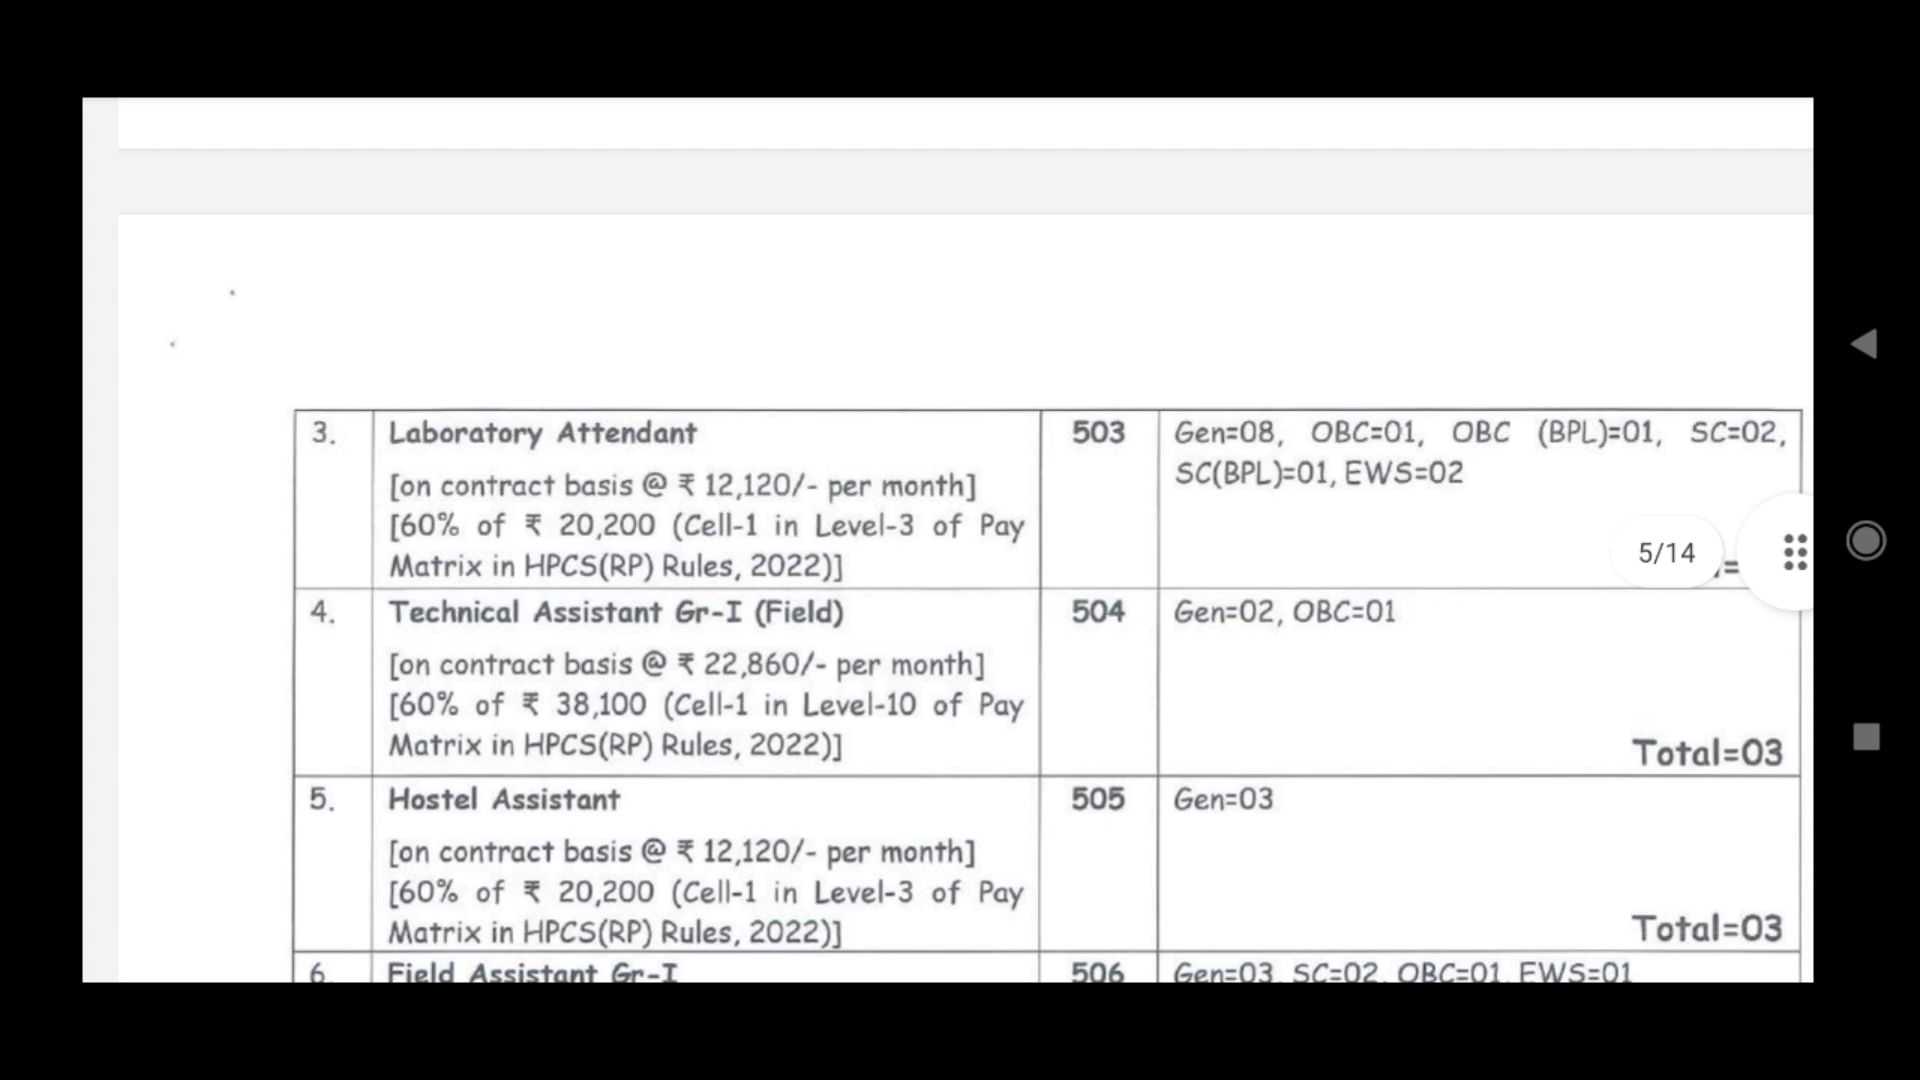 3. Laboratory Attendant 503 Gen=08, OBC=01, OBC (BPL)=01, SC=02,
SC(BPL)=01, EWS=02
[on contract basis @ ₹ 12,120/- per month]
[60% of ₹ 20,200 (Cell-1 in Level-3 of Pay
Matrix in HPCS(RP) Rules, 2022)]
5/14
4. Technical Assistant Gr-I (Field) 504 Gen=02, OBC=01
[on contract basis @ ₹ 22,860/- per month]
[60% of ₹ 38,100 (Cell-1 in Level-10 of Pay
Matrix in HPCS(RP) Rules, 2022)]
Total=03
5. Hostel Assistant 505 Gen=03
[on contract basis @ ₹ 12,120/- per month]
[60% of ₹ 20,200 (Cell-1 in Level-3 of Pay
Matrix in HPCS(RP) Rules, 2022)]
Total=03
6. Field Assistant Gr-I 506 Gen=03, SC=02, OBC=01, EWS=01